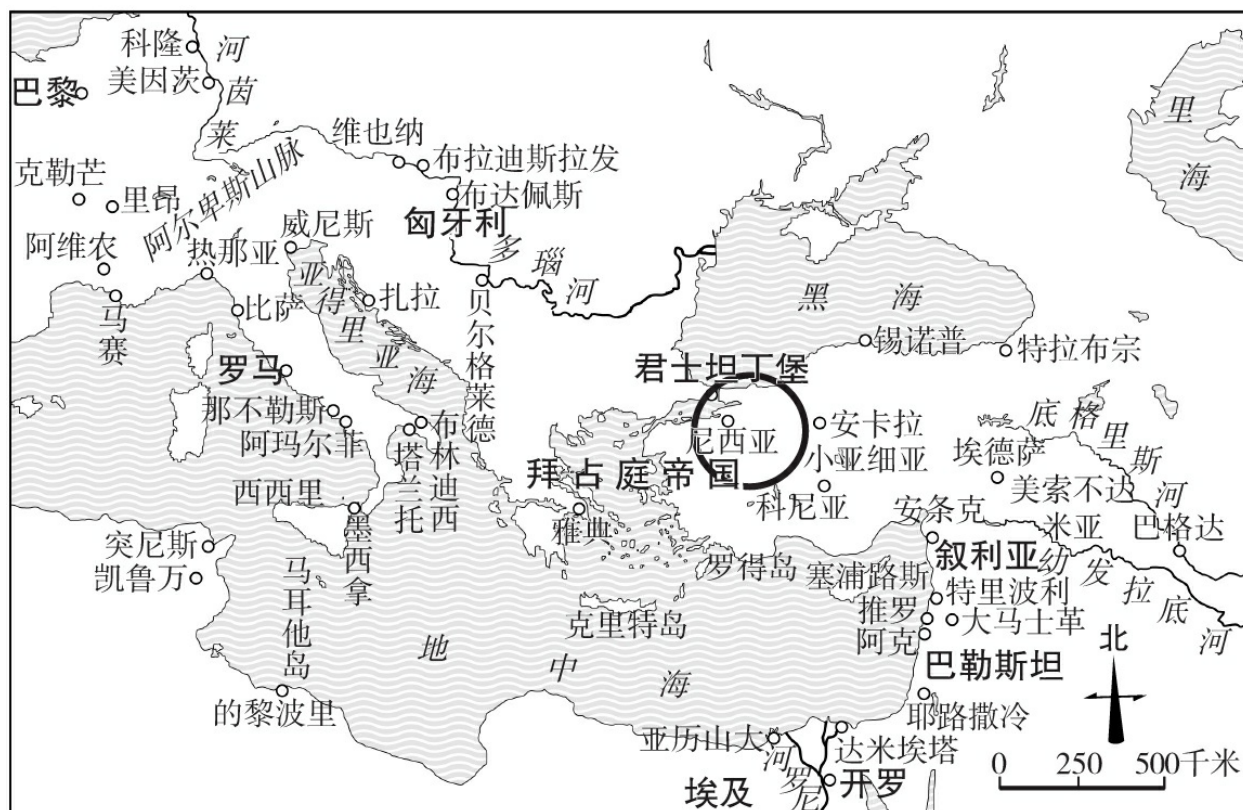 科隆
美因茨
巴黎
莱茵河
维也纳
布拉迪斯拉发
布达佩斯
克勒芒
里昂
阿尔卑斯山脉
匈牙利
威尼斯
热那亚
阿维农
马赛
比萨
亚得里亚海
扎拉
多瑙河
贝尔格莱德
里海
黑海
锡诺普
特拉布宗
罗马
那不勒斯
阿玛尔菲
布林迪西
塔兰托
君士坦丁堡
尼西亚
安卡拉
小亚细亚
拜占庭帝国
科尼亚
埃德萨
底格里斯河
美索不达
米亚
巴格达
西西里
墨西拿
雅典
安条克
叙利亚
幼发拉底河
突尼斯
凯鲁万
马耳他岛
罗得岛
塞浦路斯
特里波利
推罗
大马士革
阿克
克里特岛
地中海
巴勒斯坦
北
的黎波里
耶路撒冷
亚历山大
达米埃塔
尼罗河
开罗
埃及
0 250 500千米